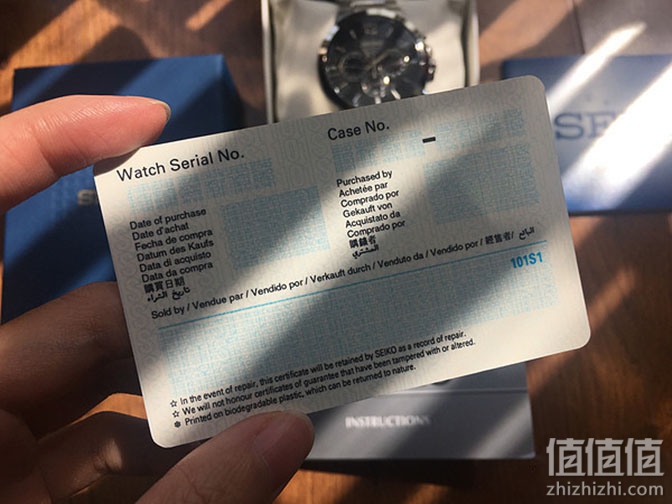 Watch Serial No.
Case No.
Date of purchase
Date d'achat
Fecha de compra
Datum des Kaufs
Data di acquisto
Data da compra
購買日期
تاريخ الشراء
Purchased by
Achetée par
Comprado por
Gekauft von
Acquistato da
Comprado por
購錶者
المشتري
Sold by / Vendue par / Vendido por / Verkauft durch / Venduto da / Vendido por / 經售者 / البائع
101S1
☆ In the event of repair, this certificate will be retained by SEIKO as a record of repair.
☆ We will not honour certificates of guarantee that have been tampered with or altered.
✽ Printed on biodegradable plastic, which can be returned to nature.
INSTRUCTIONS
值值值
zhizhizhi.com